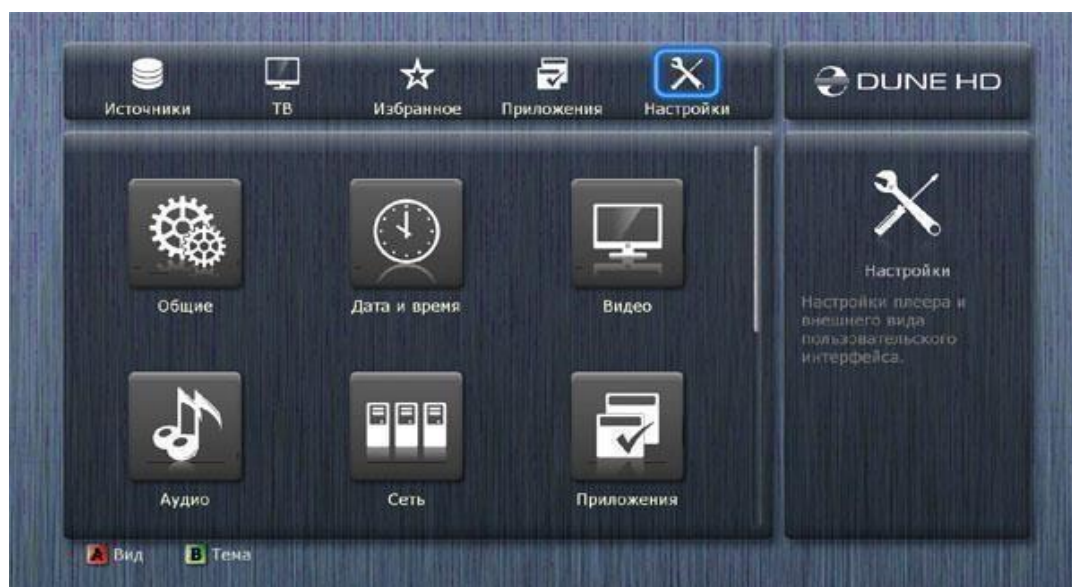 Источники
ТВ
Избранное
Приложения
Настройки
DUNE HD
Общие
Дата и время
Видео
Аудио
Сеть
Приложения
Настройки
Настройки плеера и
внешнего вида
пользовательского
интерфейса.
A Вид
B Тема